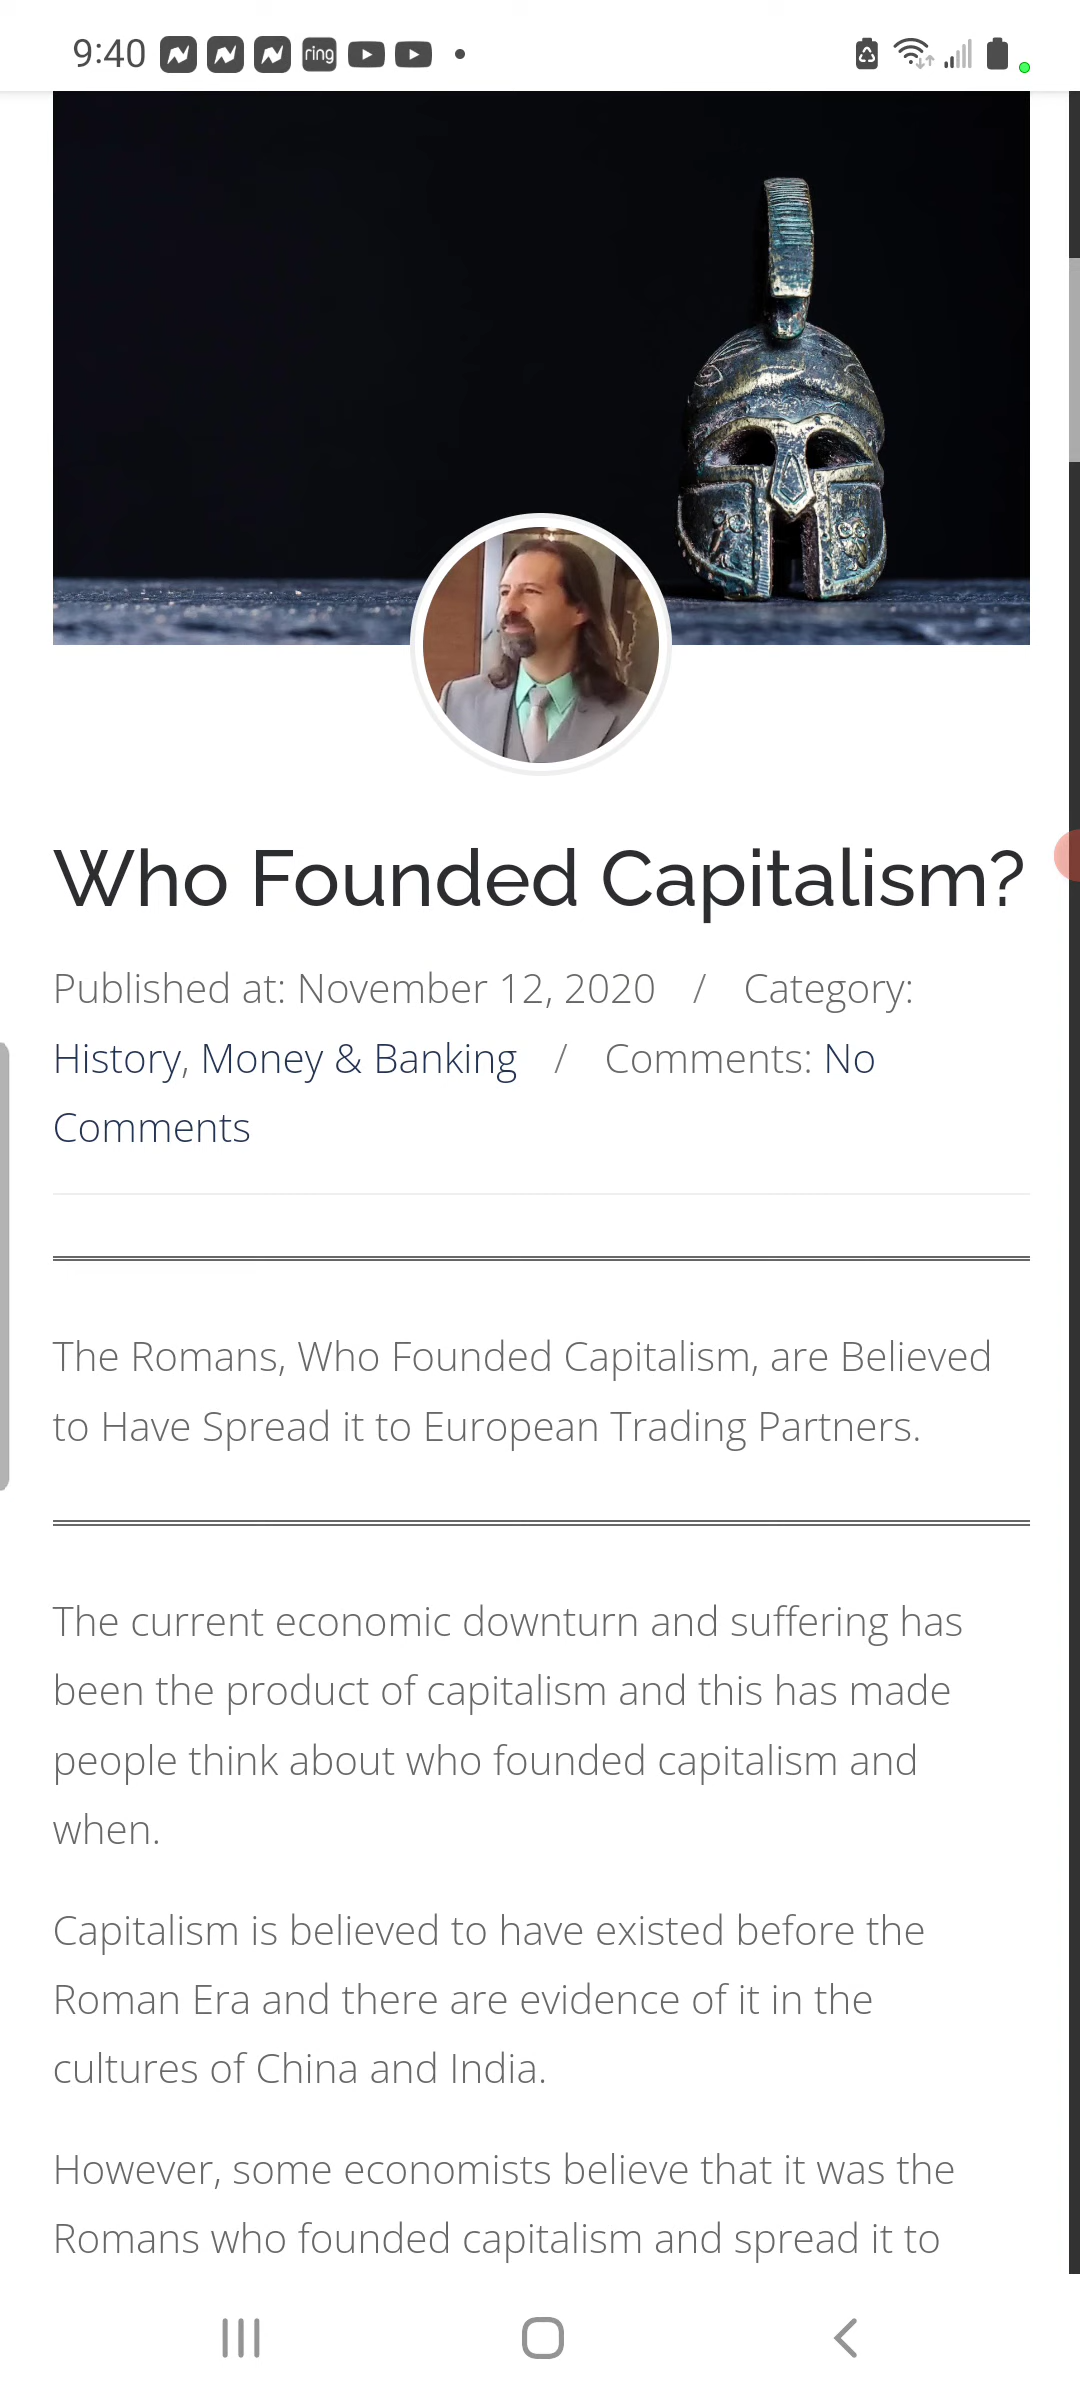 9:40
ring
Who Founded Capitalism?
Published at: November 12, 2020 / Category:
History, Money & Banking / Comments: No
Comments
The Romans, Who Founded Capitalism, are Believed
to Have Spread it to European Trading Partners.
The current economic downturn and suffering has
been the product of capitalism and this has made
people think about who founded capitalism and
when.
Capitalism is believed to have existed before the
Roman Era and there are evidence of it in the
cultures of China and India.
However, some economists believe that it was the
Romans who founded capitalism and spread it to